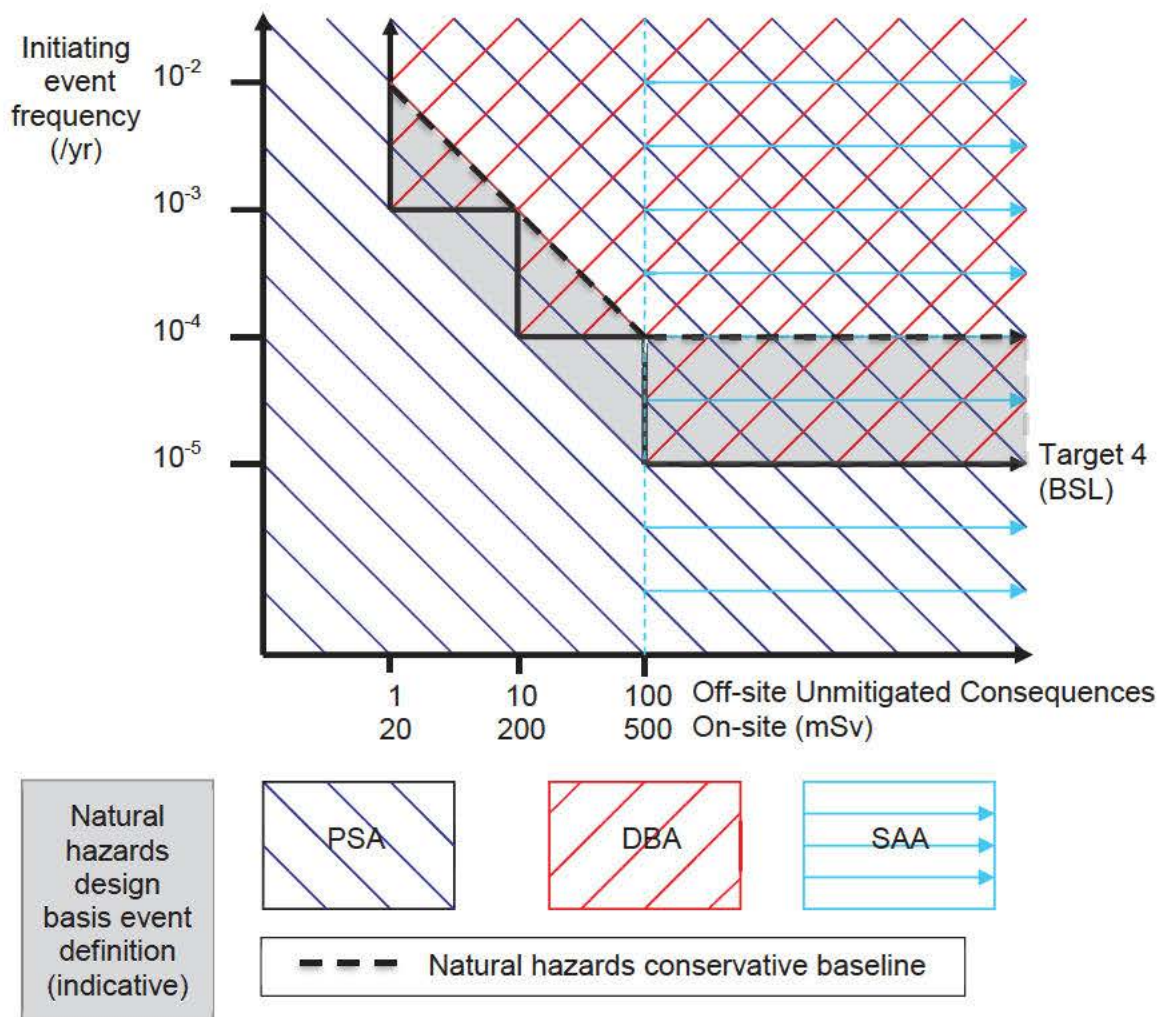 Initiating
event
frequency
(/yr)
10-2
10-3
10-4
10-5
Target 4
(BSL)
1 10 100 Off-site Unmitigated Consequences
20 200 500 On-site (mSv)
Natural
hazards
design
basis event
definition
(indicative)
PSA DBA SAA
Natural hazards conservative baseline